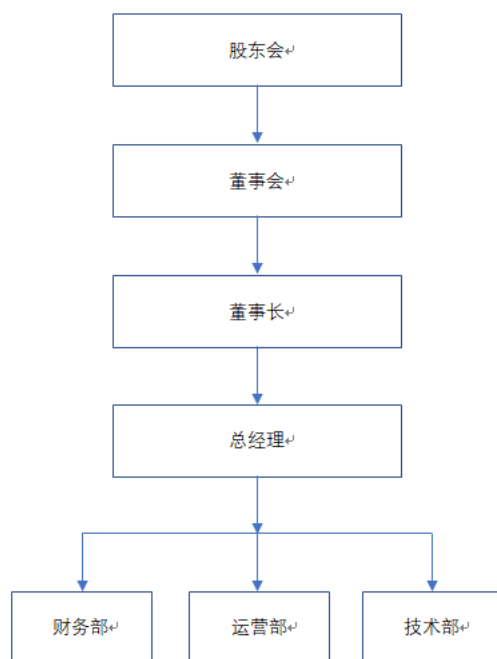 股东会
董事会
董事长
总经理
财务部 运营部 技术部